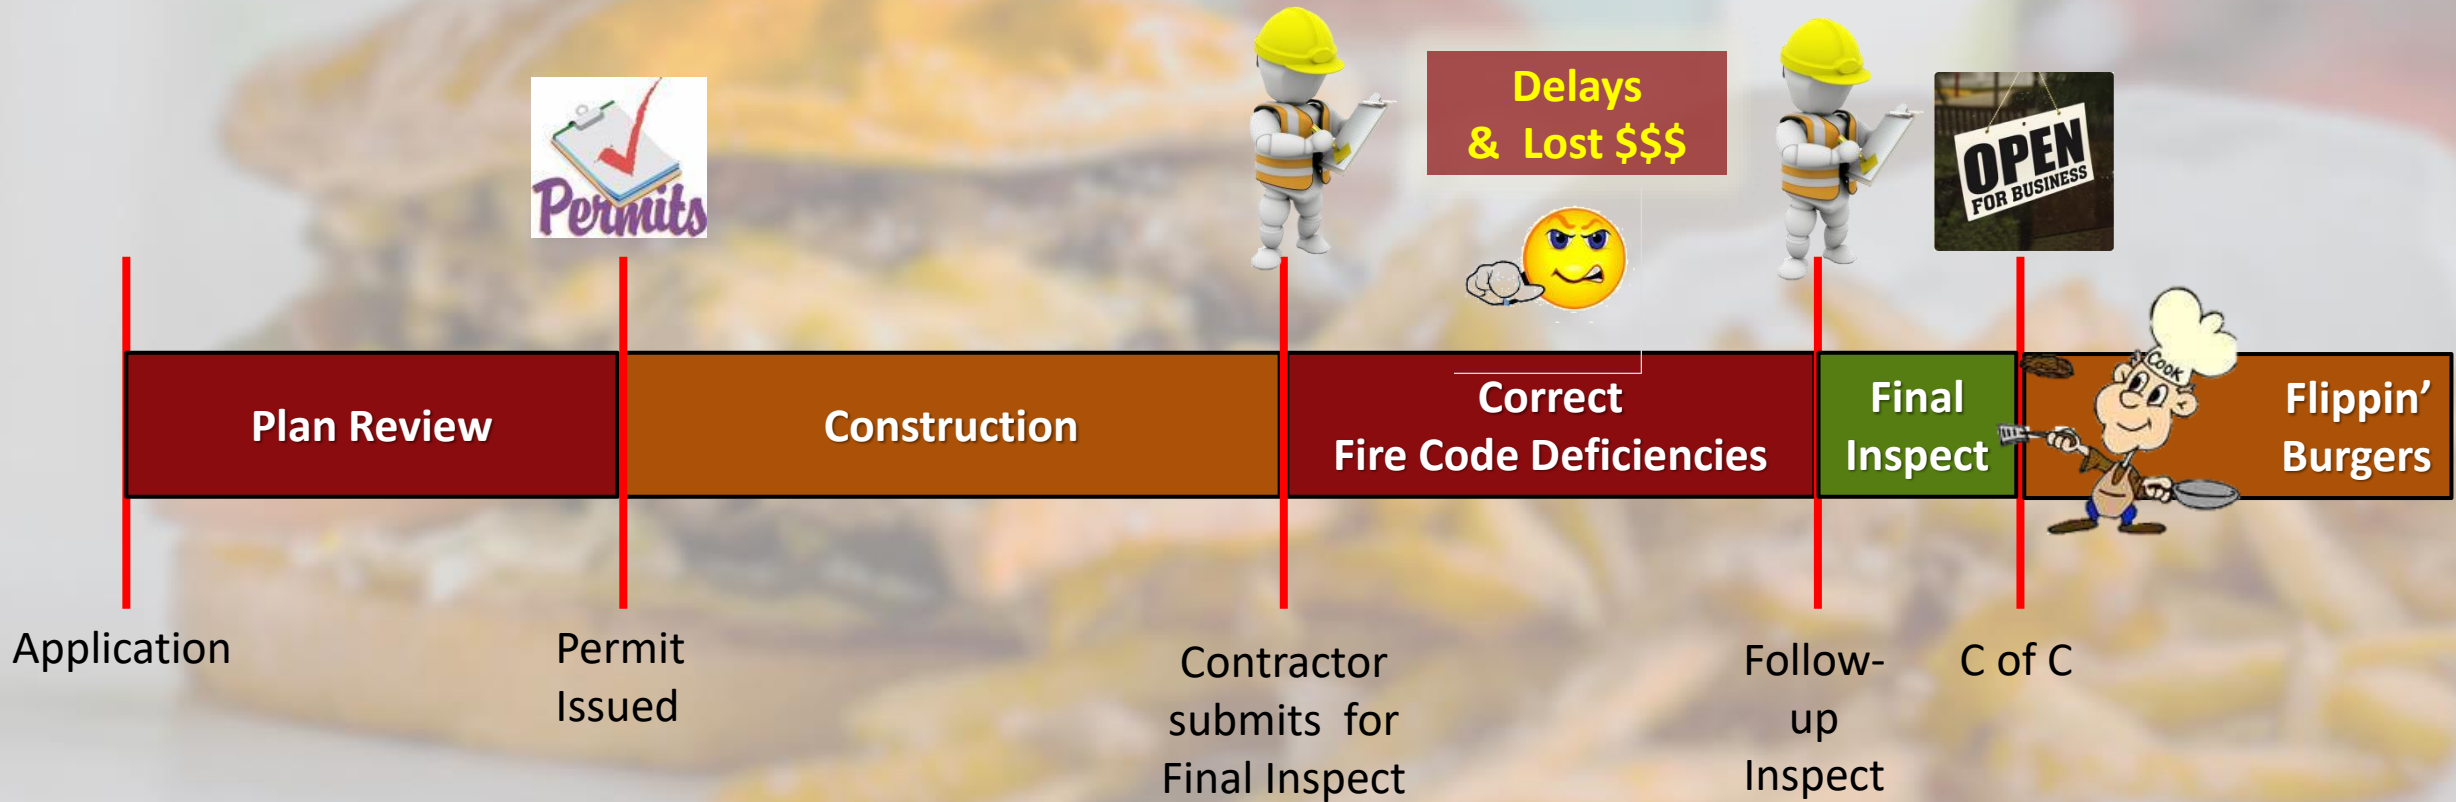 Permits
Delays
& Lost $$$
OPEN
FOR BUSINESS
COOK
Plan Review
Construction
Correct
Fire Code Deficiencies
Final
Inspect
Flippin’
Burgers
Application
Permit
Issued
Contractor
submits for
Final Inspect
Follow-
up
Inspect
C of C